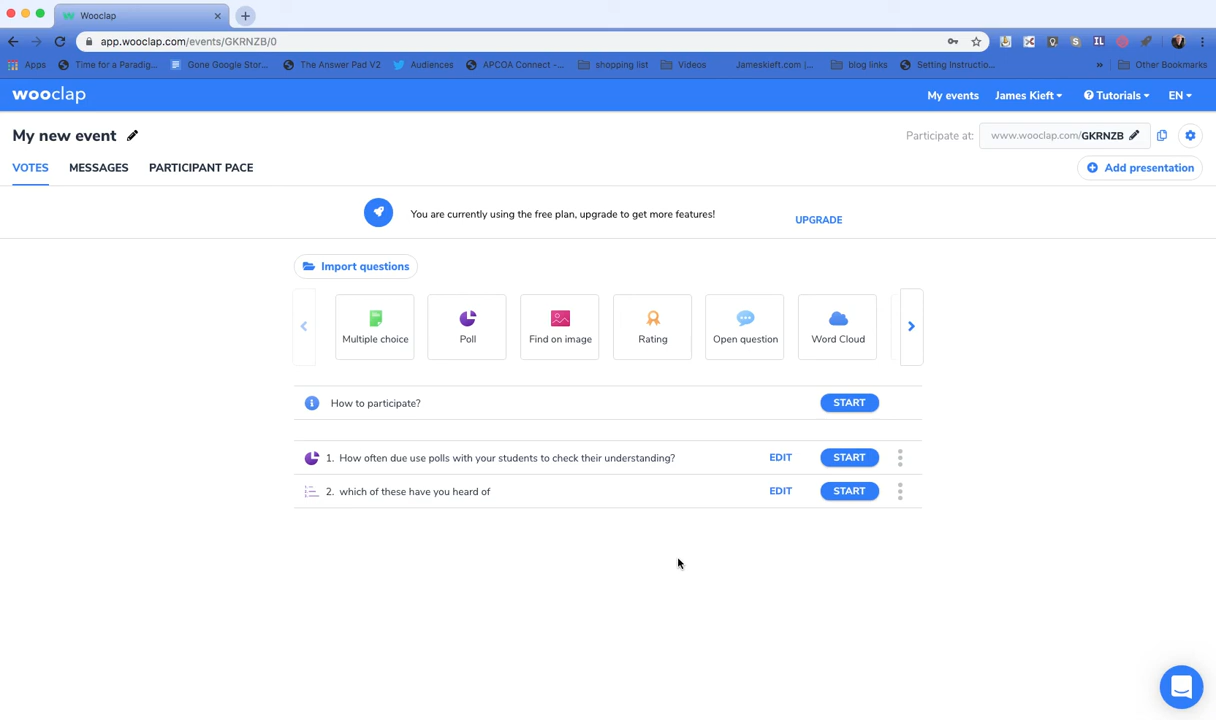 Wooclap
app.wooclap.com/events/GKRNZB/0
Apps Time for a Paradig... Gone Google Stor... The Answer Pad V2 Audiences APCOA Connect -... shopping list Videos Jameskieft.com |... blog links Setting Instructio... » Other Bookmarks
wooclap My events James Kieft Tutorials EN
My new event Participate at: www.wooclap.com/GKRNZB
VOTES MESSAGES PARTICIPANT PACE Add presentation
You are currently using the free plan, upgrade to get more features! UPGRADE
Import questions
Multiple choice Poll Find on image Rating Open question Word Cloud
How to participate? START
1. How often due use polls with your students to check their understanding? EDIT START
2. which of these have you heard of EDIT START